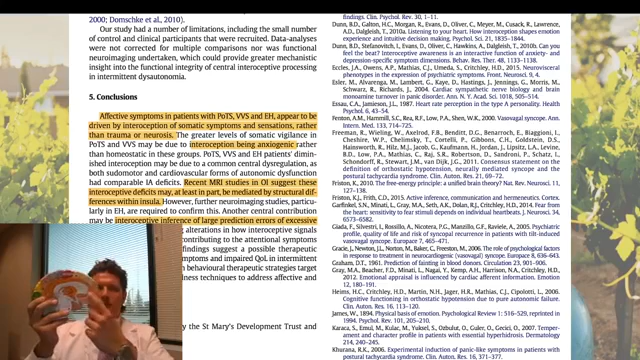 2000; Domschke et al., 2010).
Our study had a number of limitations, including the small number
of control and clinical participants that were recruited. Data-analyses
were not corrected for multiple comparisons nor was functional
neuroimaging undertaken, which could provide greater mechanistic
insight into the functional integrity of central interoceptive processing
in intermittent dysautonomia.
5. Conclusions
Affective symptoms in patients with PoTS, VVS and EH, appear to be
driven by interoception of somatic symptoms and sensations, rather
than trauma or neurosis. The greater levels of somatic vigilance in
PoTS and VVS may be due to interoception being anxiogenic rather
than homeostatic in these groups. PoTS, VVS and EH patients' dimin-
ished interoception may be due to a common central dysregulation, as
both sudomotor and cardiovascular forms of autonomic dysfunction
had comparable IA deficits. Recent MRI studies in OI suggest these
interoceptive deficits may, at least in part, be mediated by structural dif-
ferences within insula. However, further neuroimaging studies, particu-
larly in EH, are required to confirm this. Another central contribution
may be interoceptive inference of large prediction errors of excessive
altering alterations in how interoceptive signals
contributing to the attentional symptoms
findings suggest a possible therapeutic
symptoms and impaired QoL in intermittent
behavioural therapeutic strategies target
ness techniques to address affective and
by the St Mary's Development Trust and
findings. Clin. Psychol. Rev. 30, 1–11.
Dunn, B.D., Galton, H.C., Morgan, R., Evans, D., Oliver, C., Meyer, M., Cusack, R., Lawrence,
A.D., Dalgleish, T., 2010a. Listening to your heart. How interoception shapes emotion
experience and intuitive decision making. Psychol. Sci. 21, 1835–1844.
Dunn, B.D., Stefanovitch, I., Evans, D., Oliver, C., Hawkins, A., Dalgleish, T., 2010b. Can you
feel the beat? Interoceptive awareness is an interactive function of anxiety- and
depression-specific symptom dimensions. Behav. Res. Ther. 48, 1133–1138.
Eccles, J.A., Owens, A.P., Mathias, C.J., Umeda, S., Critchley, H.D., 2015. Neurovisceral
phenotypes in the expression of psychiatric symptoms. Front. Neurosci. 9, 4.
Esler, M., Alvarenga, M., Lambert, G., Kaye, D., Hastings, J., Jennings, G., Morris, M.,
Schwarz, R., Richards, J., 2004. Cardiac sympathetic nerve biology and brain
monoamine turnover in panic disorder. Ann. N. Y. Acad. Sci. 1018, 505–514.
Essau, C.A., Jamieson, J.L., 1987. Heart rate perception in the type A personality. Health
Psychol. 6, 43–54.
Fenton, A.M., Hammill, S.C., Rea, R.F., Low, P.A., Shen, W.K., 2000. Vasovagal syncope. Ann.
Intern. Med. 133, 714–725.
Freeman, R., Wieling, W., Axelrod, F.B., Benditt, D.G., Benarroch, E., Biaggioni, I.,
Cheshire, W.P., Chelimsky, T., Cortelli, P., Gibbons, C.H., Goldstein, D.S.,
Hainsworth, R., Hilz, M.J., Jacob, G., Kaufmann, H., Jordan, J., Lipsitz, L.A., Levine,
B.D., Low, P.A., Mathias, C., Raj, S.R., Robertson, D., Sandroni, P., Schatz, I.,
Schondorff, R., Stewart, J.M., van Dijk, J.G., 2011. Consensus statement on the
definition of orthostatic hypotension, neurally mediated syncope and the
postural tachycardia syndrome. Clin. Auton. Res. 21, 69–72.
Friston, K., 2010. The free-energy principle: a unified brain theory? Nat. Rev. Neurosci. 11,
127–138.
Friston, K.J., Frith, C.D., 2015. Active inference, communication and hermeneutics. Cortex.
Garfinkel, S.N., Minati, L., Gray, M.A., Seth, A.K., Dolan, R.J., Critchley, H.D., 2014. Fear from
the heart: sensitivity to fear stimuli depends on individual heartbeats. J. Neurosci. 34,
6573–6582.
Giada, F., Silvestri, I., Rossillo, A., Nicotera, P.G., Manzillo, G.F., Raviele, A., 2005. Psychiatric
profile, quality of life and risk of syncopal recurrence in patients with tilt-induced
vasovagal syncope. Europace 7, 465–471.
Gracie, J., Newton, J.L., Norton, M., Baker, C., Freeston, M., 2006. The role of psychological
factors in response to treatment in neurocardiogenic (vasovagal) syncope. Europace 8, 636–643.
Graham, D.T., 1961. Prediction of fainting in blood donors. Circulation 23, 901–906.
Gray, M.A., Beacher, F.D., Minati, L., Nagai, Y., Kemp, A.H., Harrison, N.A., Critchley, H.D.,
2012. Emotional appraisal is influenced by cardiac afferent information. Emotion
12, 180–191.
Heims, H.C., Critchley, H.D., Martin, N.H., Jager, H.R., Mathias, C.J., Cipolotti, L., 2006.
Cognitive functioning in orthostatic hypotension due to pure autonomic failure. Clin.
Auton. Res. 16, 113–120.
James, W., 1894. Physical basis of emotion. Psychological Review 1: 516–529, reprinted in
1994. Psychol. Rev. 101, 205–210.
Karaca, S., Emul, M., Kulac, M., Yuksel, S., Ozbulut, O., Guler, O., Gecici, O., 2007. Temper-
ament and character profile in patients with essential hyperhidrosis. Dermatology
214, 240–245.
Khurana, R.K., 2006. Experimental induction of panic-like symptoms in patients with
postural tachycardia syndrome. Clin. Auton. Res. 16, 371–377.